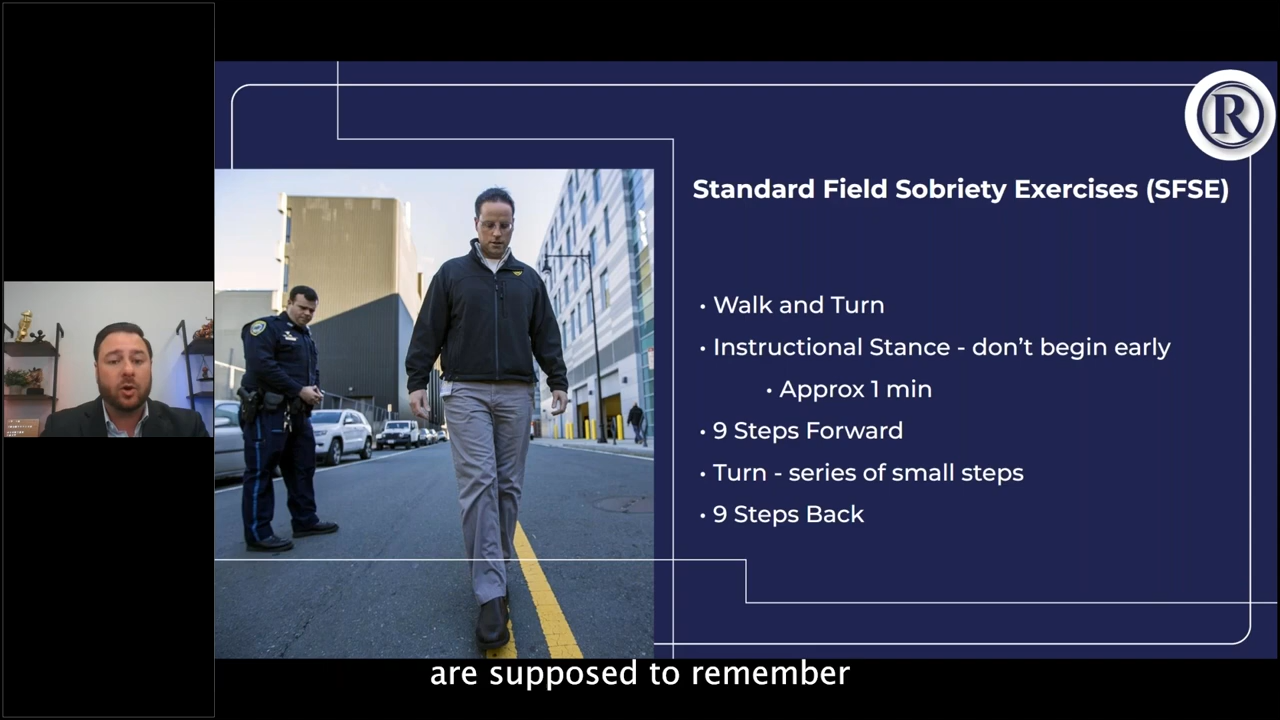 R
Standard Field Sobriety Exercises (SFSE)
• Walk and Turn
• Instructional Stance - don’t begin early
• Approx 1 min
• 9 Steps Forward
• Turn - series of small steps
• 9 Steps Back
are supposed to remember